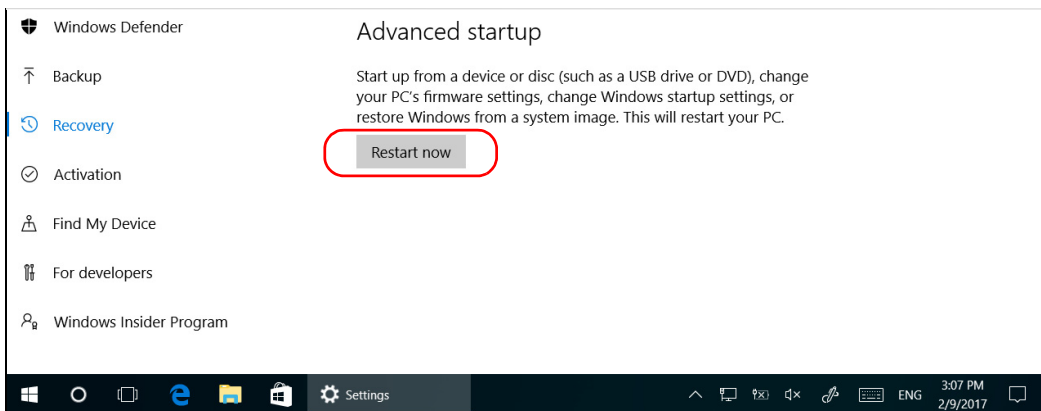 Windows Defender
Backup
Recovery
Activation
Find My Device
For developers
Windows Insider Program
Advanced startup
Start up from a device or disc (such as a USB drive or DVD), change
your PC's firmware settings, change Windows startup settings, or
restore Windows from a system image. This will restart your PC.
Restart now
Settings
ENG
3:07 PM
2/9/2017